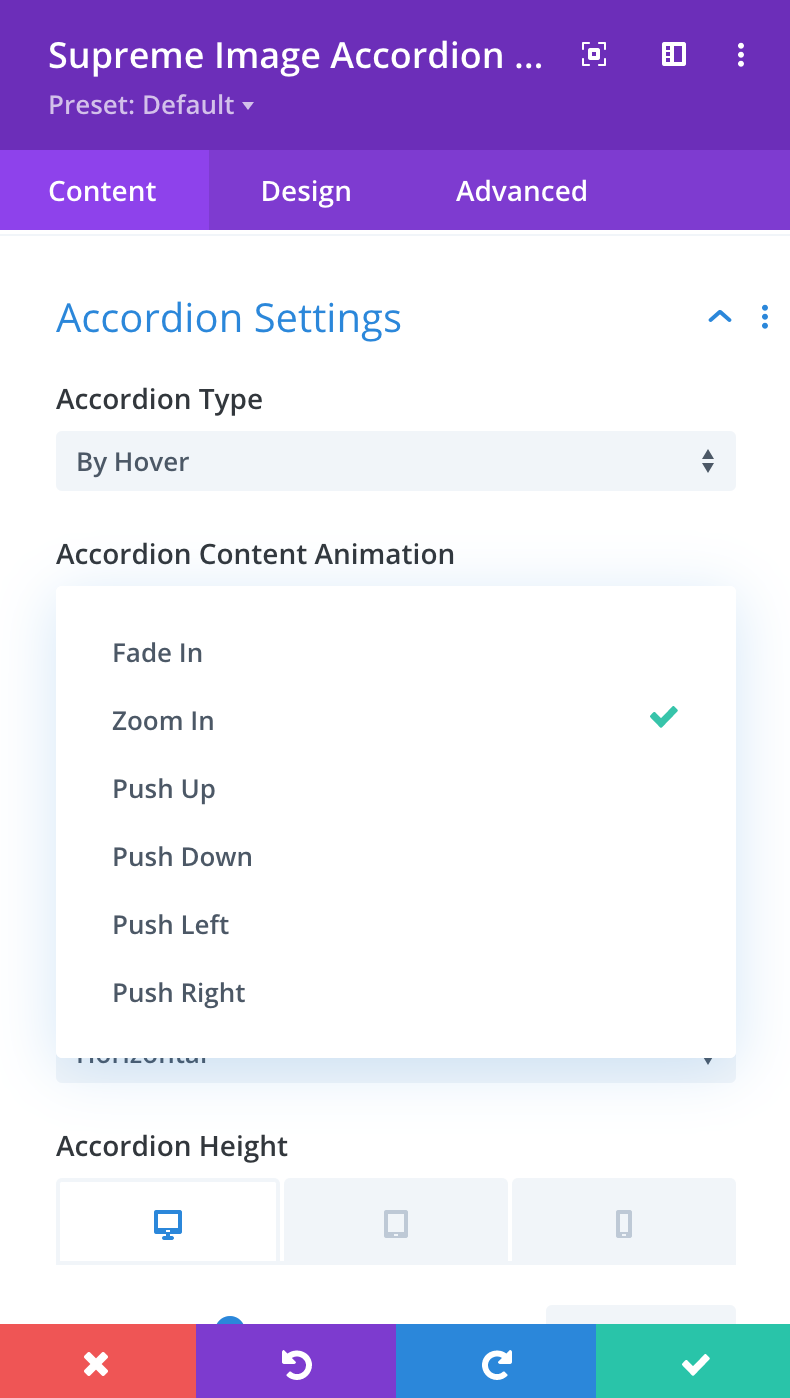 Supreme Image Accordion ...
Preset: Default
Content
Design
Advanced
Accordion Settings
Accordion Type
By Hover
Accordion Content Animation
Fade In
Zoom In
Push Up
Push Down
Push Left
Push Right
Horizontal
Accordion Height